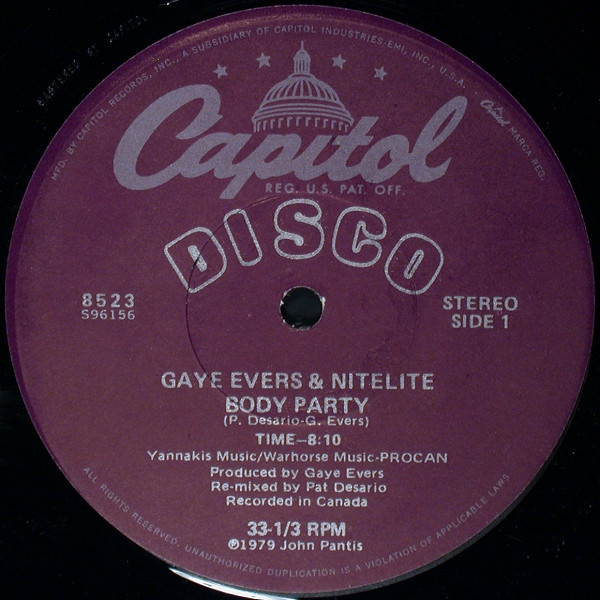 MFD. BY CAPITOL RECORDS, INC., A SUBSIDIARY OF CAPITOL INDUSTRIES-EMI, INC., U.S.A.
Capitol MARCA REG.
Capitol
REG. U.S. PAT. OFF.
DISCO
8523
S96156
STEREO
SIDE 1
GAYE EVERS & NITELITE
BODY PARTY
(P. Desario-G. Evers)
TIME–8:10
Yannakis Music/Warhorse Music-PROCAN
Produced by Gaye Evers
Re-mixed by Pat Desario
Recorded in Canada
33-1/3 RPM
℗1979 John Pantis
ALL RIGHTS RESERVED. UNAUTHORIZED DUPLICATION IS A VIOLATION OF APPLICABLE LAWS